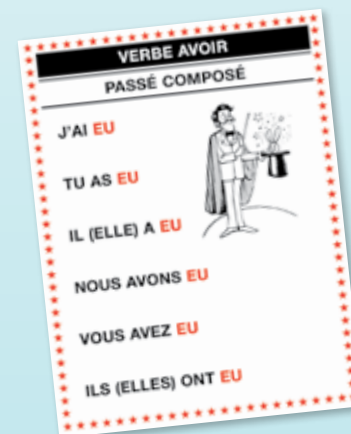 VERBE AVOIR
PASSÉ COMPOSÉ
J'AI EU
TU AS EU
IL (ELLE) A EU
NOUS AVONS EU
VOUS AVEZ EU
ILS (ELLES) ONT EU